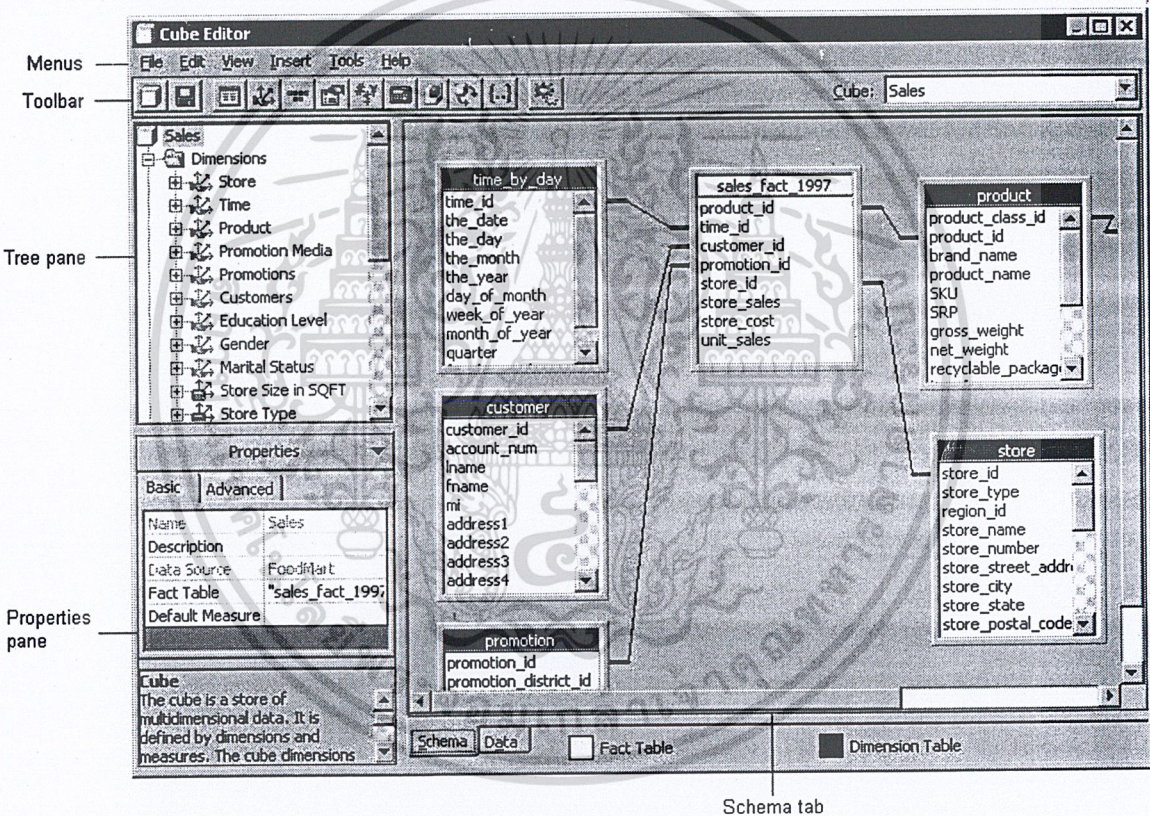 Cube Editor
Menus
File Edit View Insert Tools Help
Toolbar
Cube: Sales
Tree pane
Sales
Dimensions
Store
Time
Product
Promotion Media
Promotions
Customers
Education Level
Gender
Marital Status
Store Size in SQFT
Store Type
Properties
Basic Advanced
Name Sales
Description
Data Source FoodMart
Fact Table "sales_fact_1997
Default Measure
Properties
pane
Cube
The cube is a store of
multidimensional data. It is
defined by dimensions and
measures. The cube dimensions
time_by_day
time_id
the_date
the_day
the_month
the_year
day_of_month
week_of_year
month_of_year
quarter
customer
customer_id
account_num
lname
fname
mi
address1
address2
address3
address4
promotion
promotion_id
promotion_district_id
sales_fact_1997
product_id
time_id
customer_id
promotion_id
store_id
store_sales
store_cost
unit_sales
product
product_class_id
product_id
brand_name
product_name
SKU
SRP
gross_weight
net_weight
recyclable_packag
store
store_id
store_type
region_id
store_name
store_number
store_street_addr
store_city
store_state
store_postal_code
Schema Data Fact Table Dimension Table
Schema tab